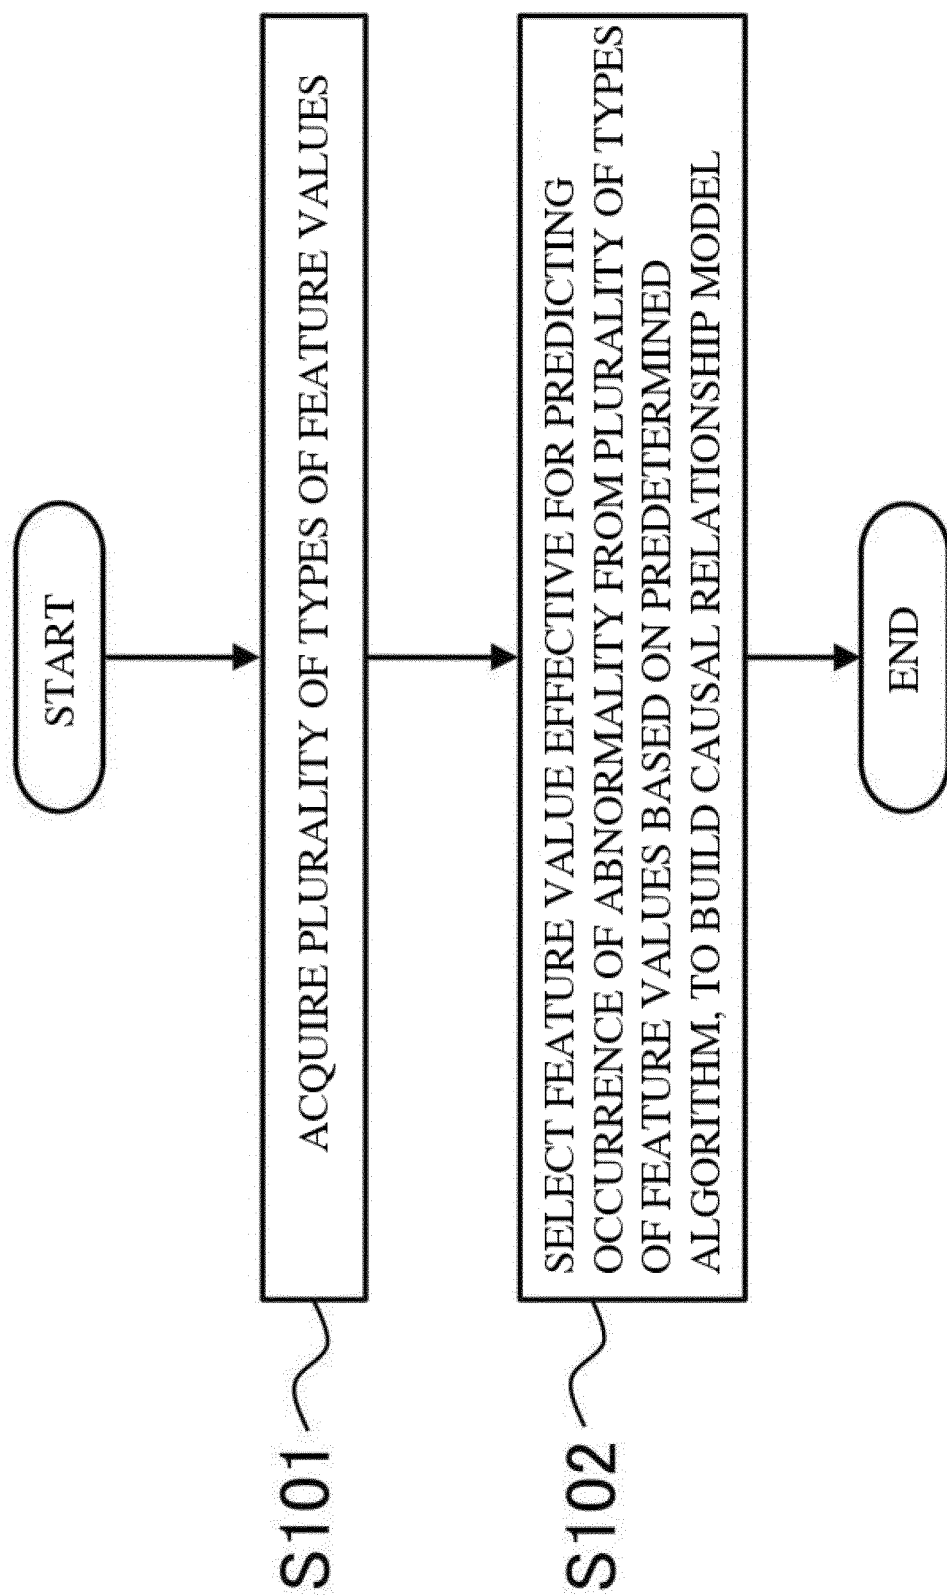 START
S101
ACQUIRE PLURALITY OF TYPES OF FEATURE VALUES
S102
SELECT FEATURE VALUE EFFECTIVE FOR PREDICTING
OCCURRENCE OF ABNORMALITY FROM PLURALITY OF TYPES
OF FEATURE VALUES BASED ON PREDETERMINED
ALGORITHM, TO BUILD CAUSAL RELATIONSHIP MODEL
END